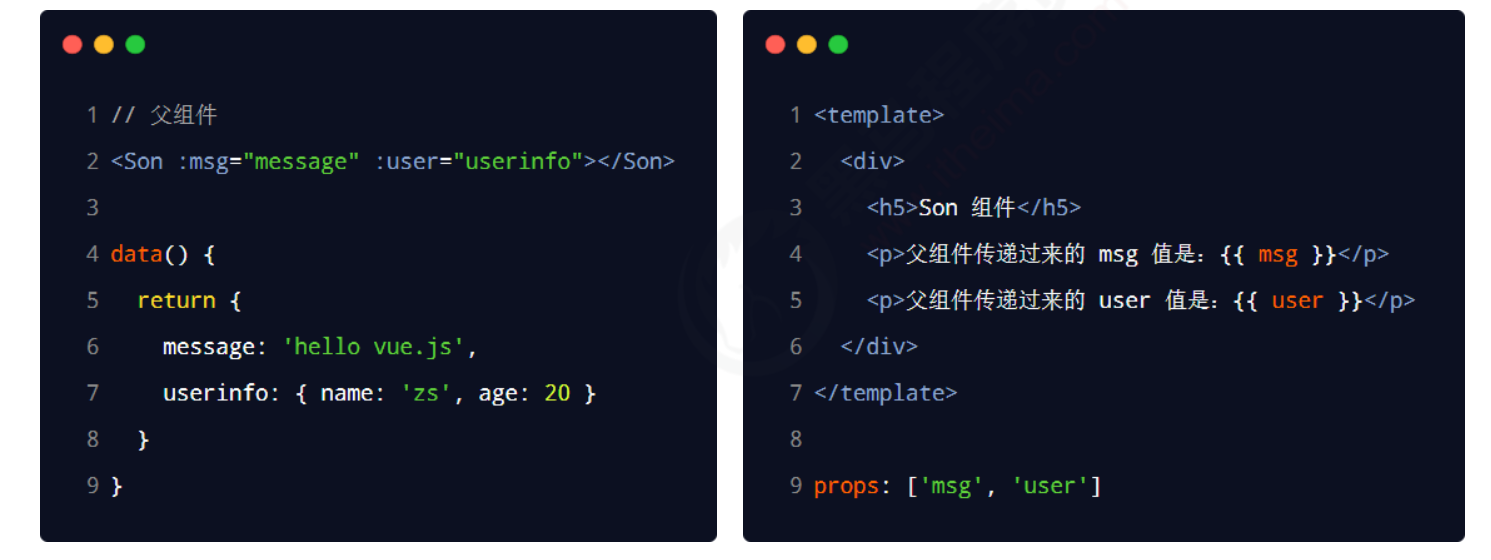 1 // 父组件
2 <Son :msg="message" :user="userinfo"></Son>
3
4 data() {
5   return {
6     message: 'hello vue.js',
7     userinfo: { name: 'zs', age: 20 }
8   }
9 }
1 <template>
2   <div>
3     <h5>Son 组件</h5>
4     <p>父组件传递过来的 msg 值是：{{ msg }}</p>
5     <p>父组件传递过来的 user 值是：{{ user }}</p>
6   </div>
7 </template>
8
9 props: ['msg', 'user']